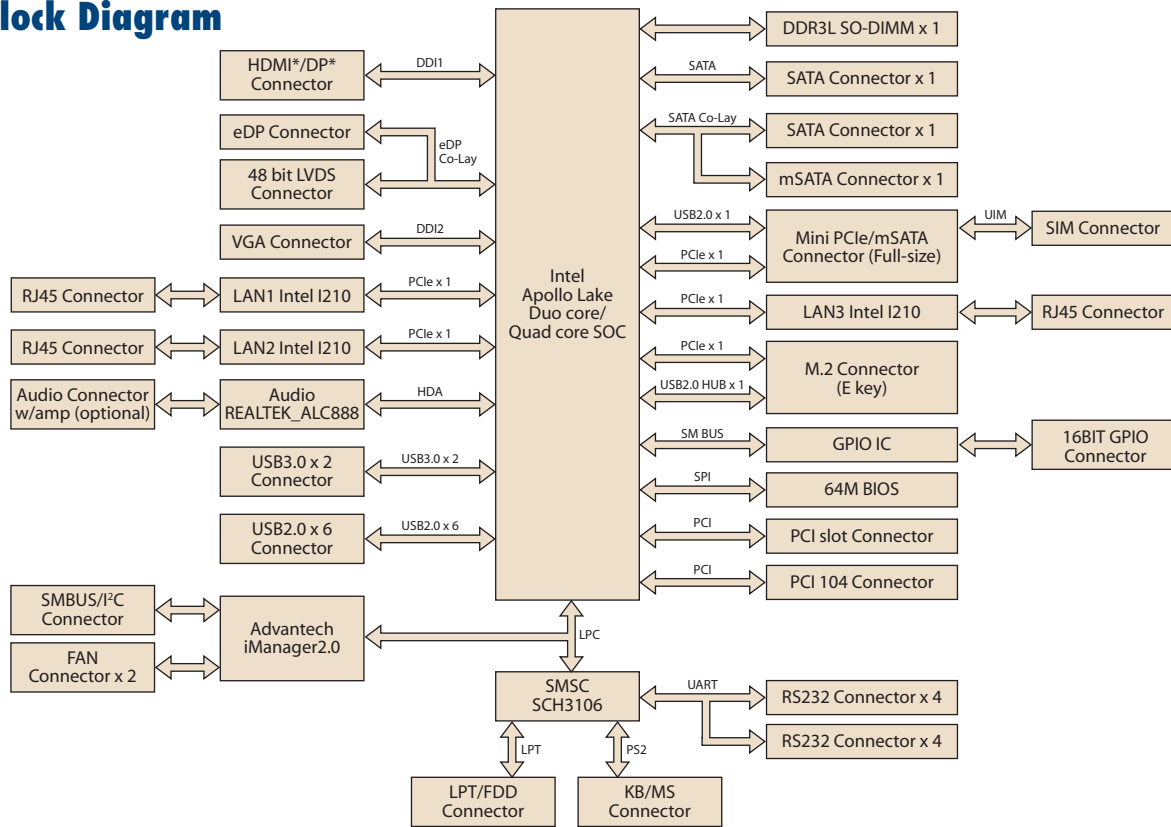 lock Diagram
HDMI*/DP*
Connector
DDI1
eDP Connector
eDP
Co-Lay
48 bit LVDS
Connector
VGA Connector
DDI2
RJ45 Connector
LAN1 Intel I210
PCIe x 1
RJ45 Connector
LAN2 Intel I210
PCIe x 1
Audio Connector
w/amp (optional)
Audio
REALTEK_ALC888
HDA
USB3.0 x 2
Connector
USB3.0 x 2
USB2.0 x 6
Connector
USB2.0 x 6
SMBUS/I²C
Connector
FAN
Connector x 2
Advantech
iManager2.0
Intel
Apollo Lake
Duo core/
Quad core SOC
LPC
SMSC
SCH3106
LPT
PS2
LPT/FDD
Connector
KB/MS
Connector
DDR3L SO-DIMM x 1
SATA
SATA Connector x 1
SATA Co-Lay
SATA Connector x 1
mSATA Connector x 1
USB2.0 x 1
PCIe x 1
Mini PCIe/mSATA
Connector (Full-size)
UIM
SIM Connector
PCIe x 1
LAN3 Intel I210
RJ45 Connector
PCIe x 1
USB2.0 HUB x 1
M.2 Connector
(E key)
SM BUS
GPIO IC
16BIT GPIO
Connector
SPI
64M BIOS
PCI
PCI slot Connector
PCI
PCI 104 Connector
UART
RS232 Connector x 4
RS232 Connector x 4